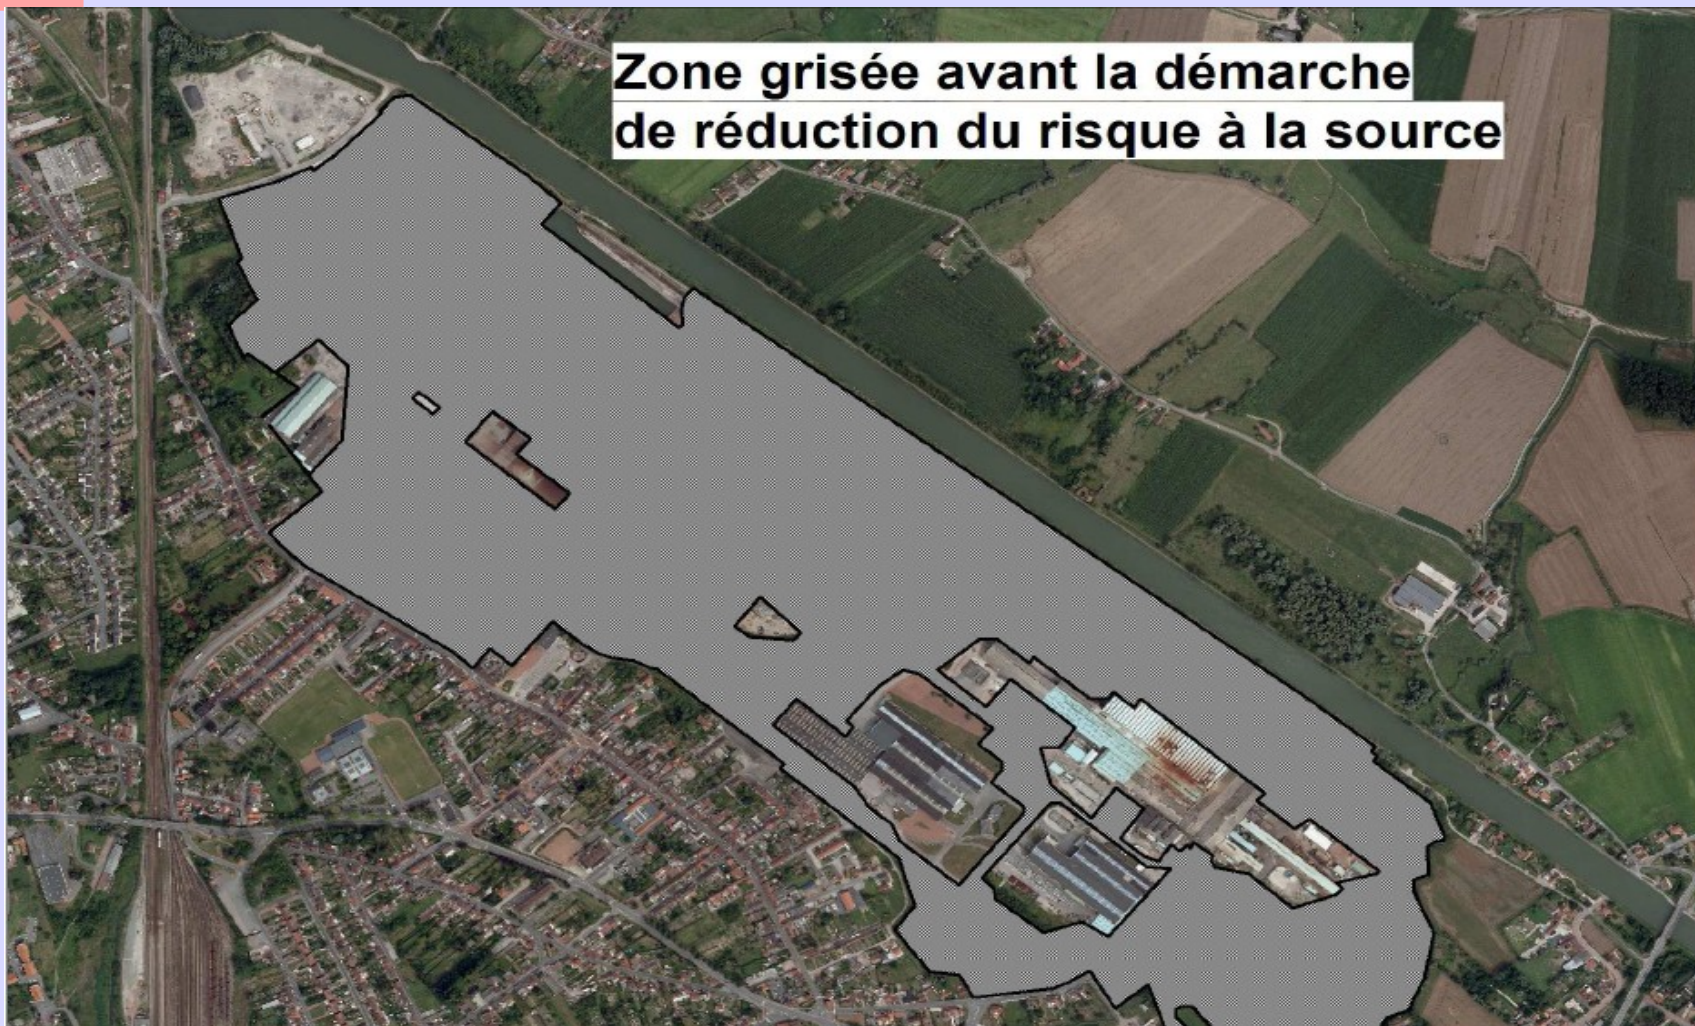 Zone grisée avant la démarche
de réduction du risque à la source